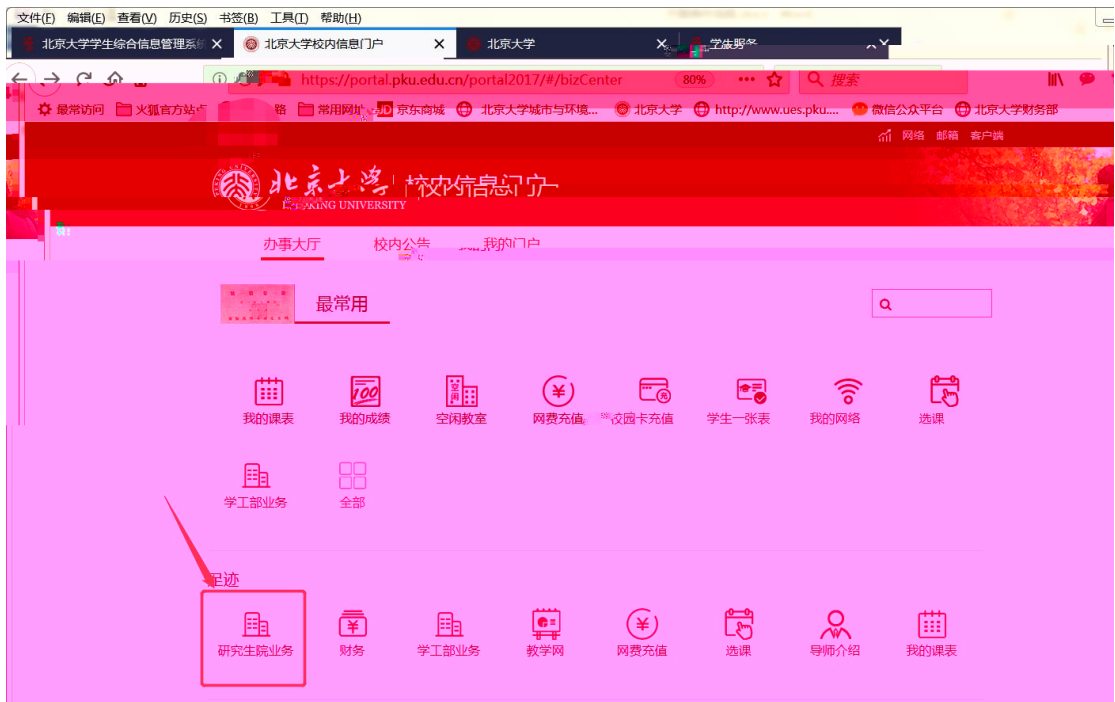 文件(F) 编辑(E) 查看(V) 历史(S) 书签(B) 工具(T) 帮助(H)
北京大学学生综合信息管理系统 北京大学校内信息门户 北京大学
https://portal.pku.edu.cn/portal2017/#/bizCenter 80% 搜索
最常访问 火狐官方站点 常用网址 JD 京东商城 北京大学城市与环境... 北京大学 http://www.ues.pku.... 微信公众平台 北京大学财务部
网络 邮箱 客户端
北京大学 校内信息门户
PEKING UNIVERSITY
办事大厅 校内公告 我的门户
最常用
我的课表 我的成绩 空闲教室 网费充值 校园卡充值 学生一张表 我的网络 选课
学工部业务 全部
足迹
研究生院业务 财务 学工部业务 教学网 网费充值 选课 导师介绍 我的课表